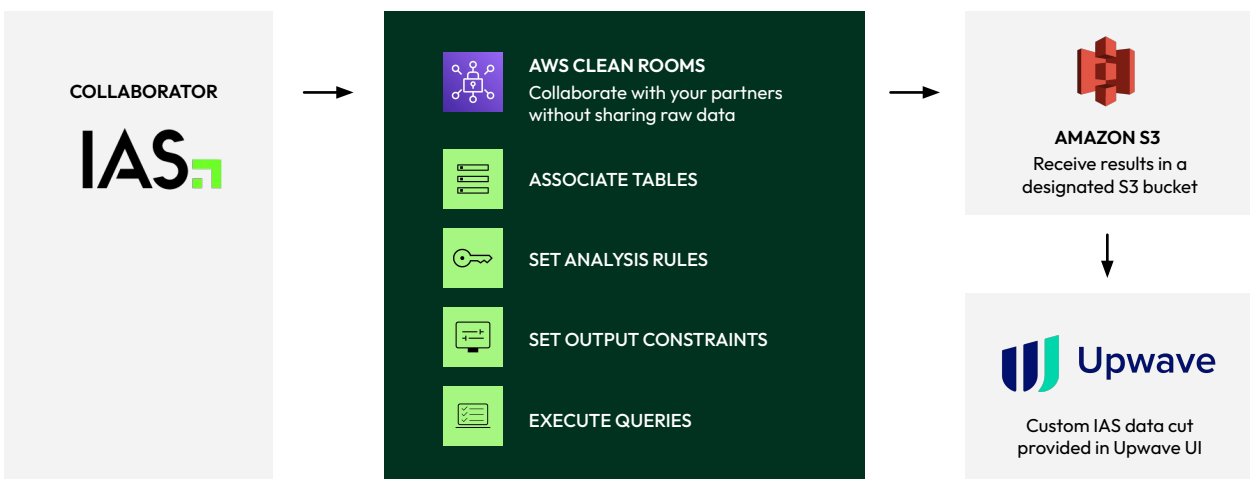 COLLABORATOR
IAS
AWS CLEAN ROOMS
Collaborate with your partners
without sharing raw data
ASSOCIATE TABLES
SET ANALYSIS RULES
SET OUTPUT CONSTRAINTS
EXECUTE QUERIES
AMAZON S3
Receive results in a
designated S3 bucket
Upwave
Custom IAS data cut
provided in Upwave UI